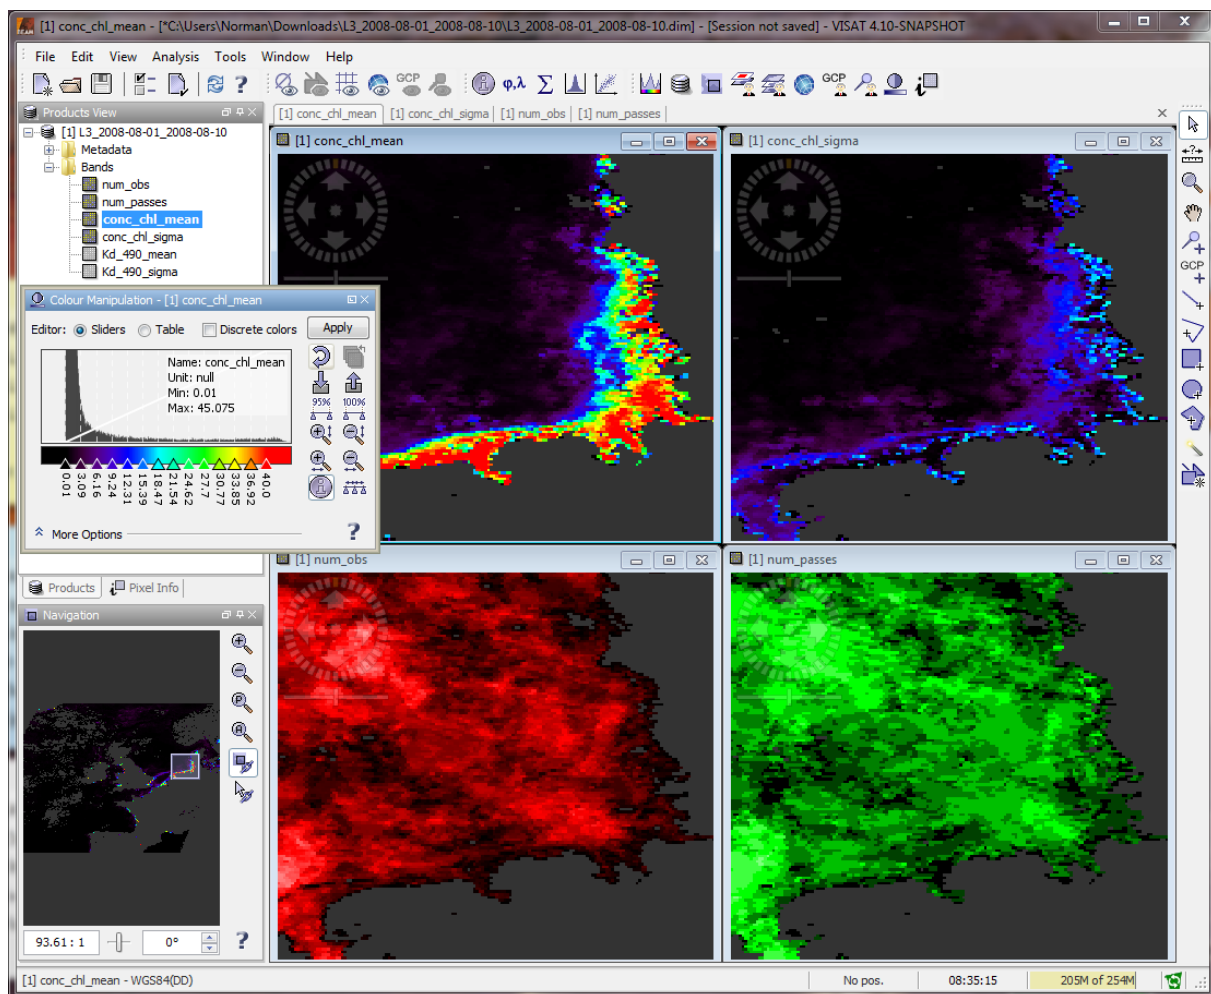 [1] conc_chl_mean - [*C:\Users\Norman\Downloads\L3_2008-08-01_2008-08-10\L3_2008-08-01_2008-08-10.dim] - [Session not saved] - VISAT 4.10-SNAPSHOT
File Edit View Analysis Tools Window Help
GCP φ,λ Σ GCP
Products View
[1] L3_2008-08-01_2008-08-10
Metadata
Bands
num_obs
num_passes
conc_chl_mean
conc_chl_sigma
Kd_490_mean
Kd_490_sigma
[1] conc_chl_mean [1] conc_chl_sigma [1] num_obs [1] num_passes
[1] conc_chl_mean
[1] conc_chl_sigma
GCP
Colour Manipulation - [1] conc_chl_mean
Editor: Sliders Table Discrete colors Apply
Name: conc_chl_mean
Unit: null
Min: 0.01
Max: 45.075
95% 100%
0.01 3.09 6.16 9.24 12.31 15.39 18.47 21.54 24.62 27.7 30.77 33.85 36.92 40.0
More Options ?
[1] num_obs
[1] num_passes
Products Pixel Info
Navigation
93.61 : 1 0° ?
[1] conc_chl_mean - WGS84(DD) No pos. 08:35:15 205M of 254M